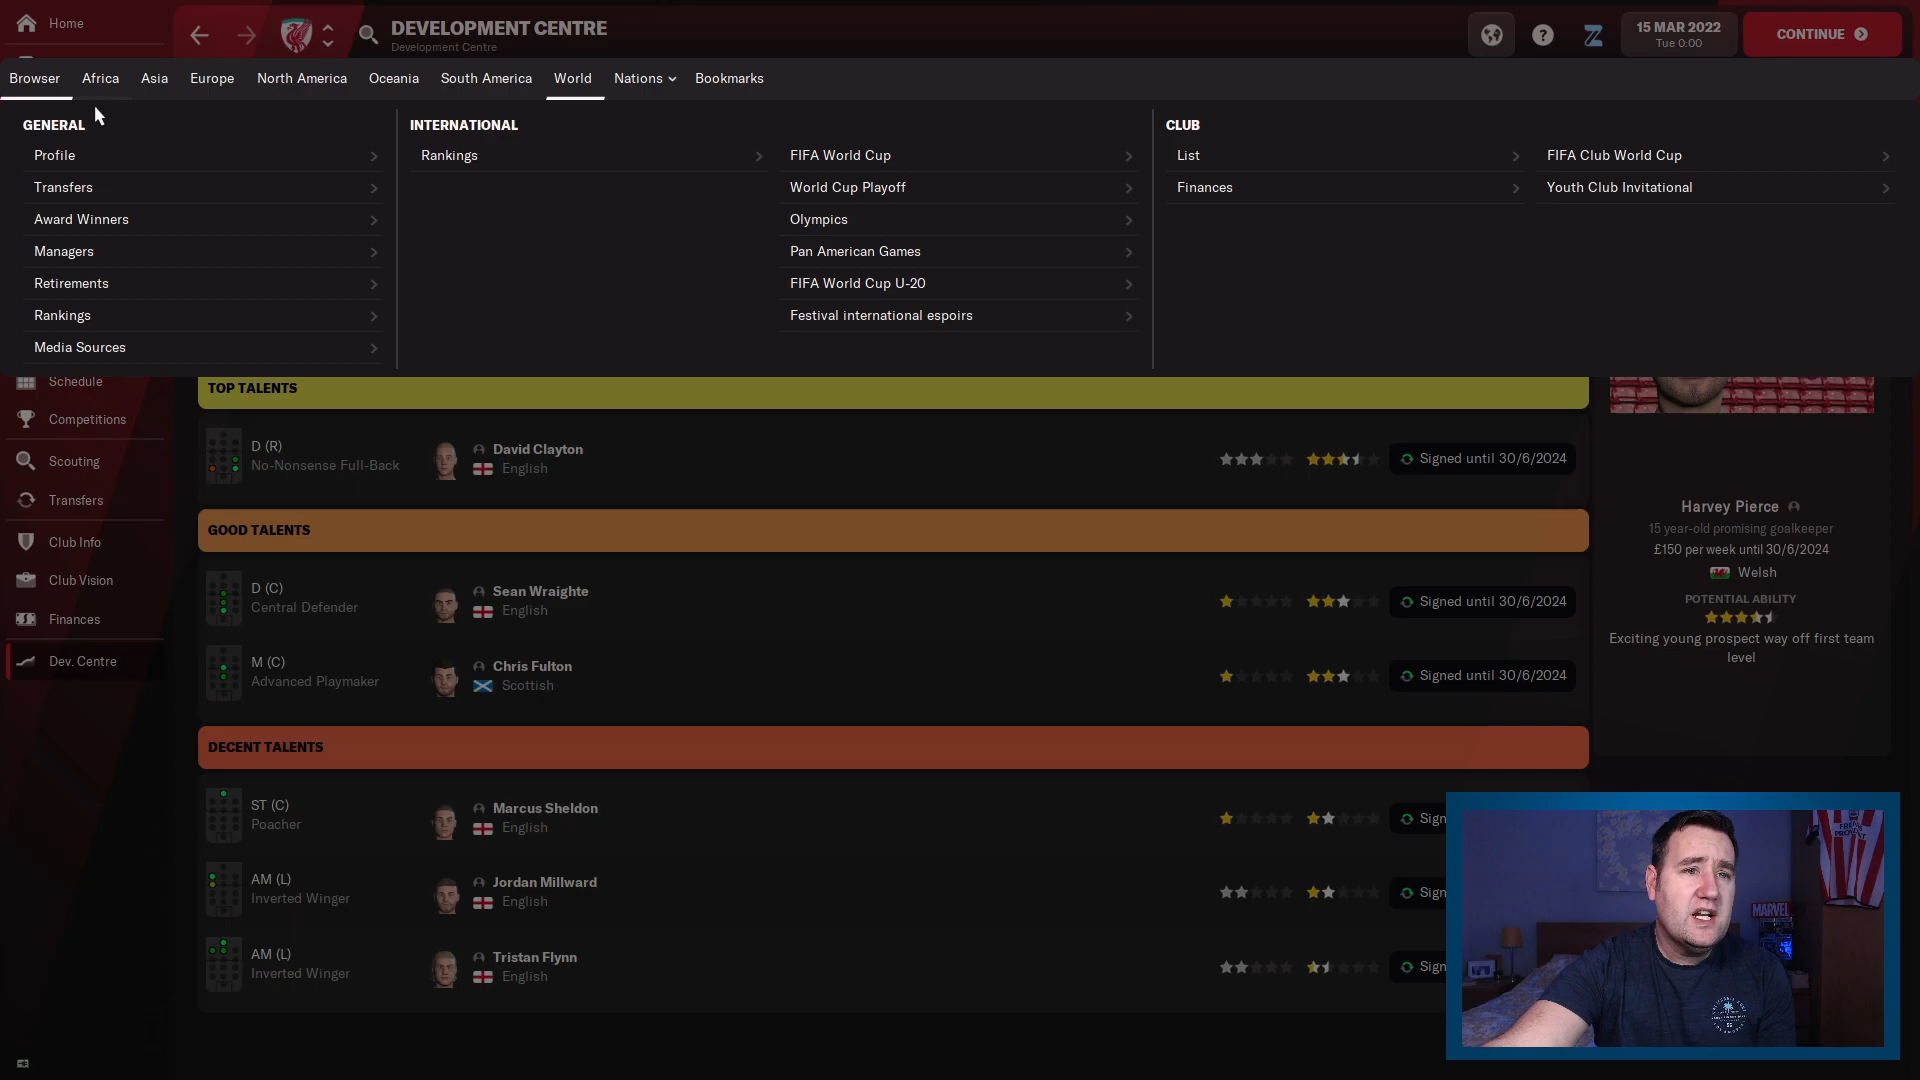 Home
DEVELOPMENT CENTRE
Development Centre
15 MAR 2022
Tue 0:00
CONTINUE
Browser Africa Asia Europe North America Oceania South America World Nations Bookmarks
GENERAL
Profile
Transfers
Award Winners
Managers
Retirements
Rankings
Media Sources
INTERNATIONAL
Rankings
FIFA World Cup
World Cup Playoff
Olympics
Pan American Games
FIFA World Cup U-20
Festival international espoirs
CLUB
List
Finances
FIFA Club World Cup
Youth Club Invitational
Schedule
Competitions
Scouting
Transfers
Club Info
Club Vision
Finances
Dev. Centre
TOP TALENTS
D (R)
No-Nonsense Full-Back
David Clayton
English
Signed until 30/6/2024
GOOD TALENTS
D (C)
Central Defender
Sean Wraighte
English
Signed until 30/6/2024
M (C)
Advanced Playmaker
Chris Fulton
Scottish
Signed until 30/6/2024
DECENT TALENTS
ST (C)
Poacher
Marcus Sheldon
English
Sign
AM (L)
Inverted Winger
Jordan Millward
English
Sign
AM (L)
Inverted Winger
Tristan Flynn
English
Sign
Harvey Pierce
15 year-old promising goalkeeper
£150 per week until 30/6/2024
Welsh
POTENTIAL ABILITY
Exciting young prospect way off first team
level
MARVEL